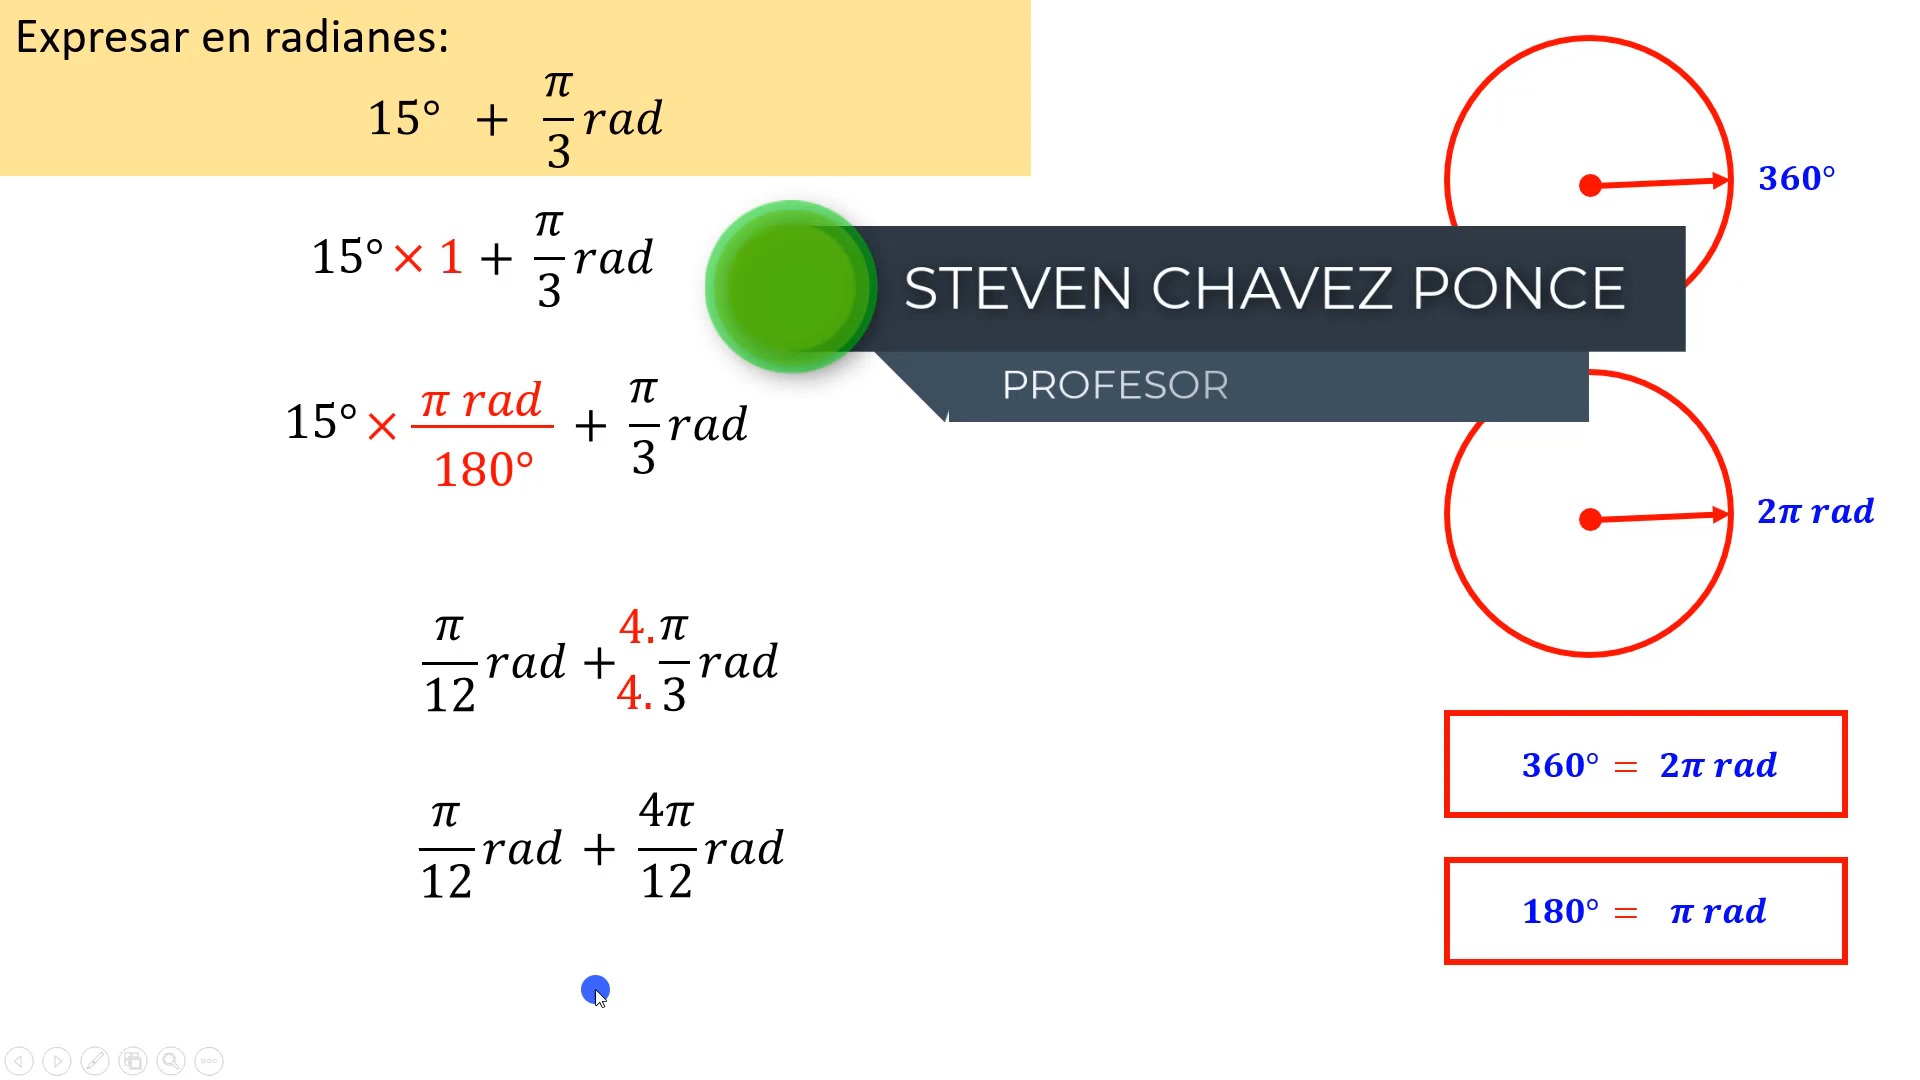 Expresar en radianes:
15° + π/3 rad
15° × 1 + π/3 rad
15° × π rad/180° + π/3 rad
π/12 rad + 4.π/4.3 rad
π/12 rad + 4π/12 rad
STEVEN CHAVEZ PONCE
PROFESOR
360°
2π rad
360° = 2π rad
180° = π rad